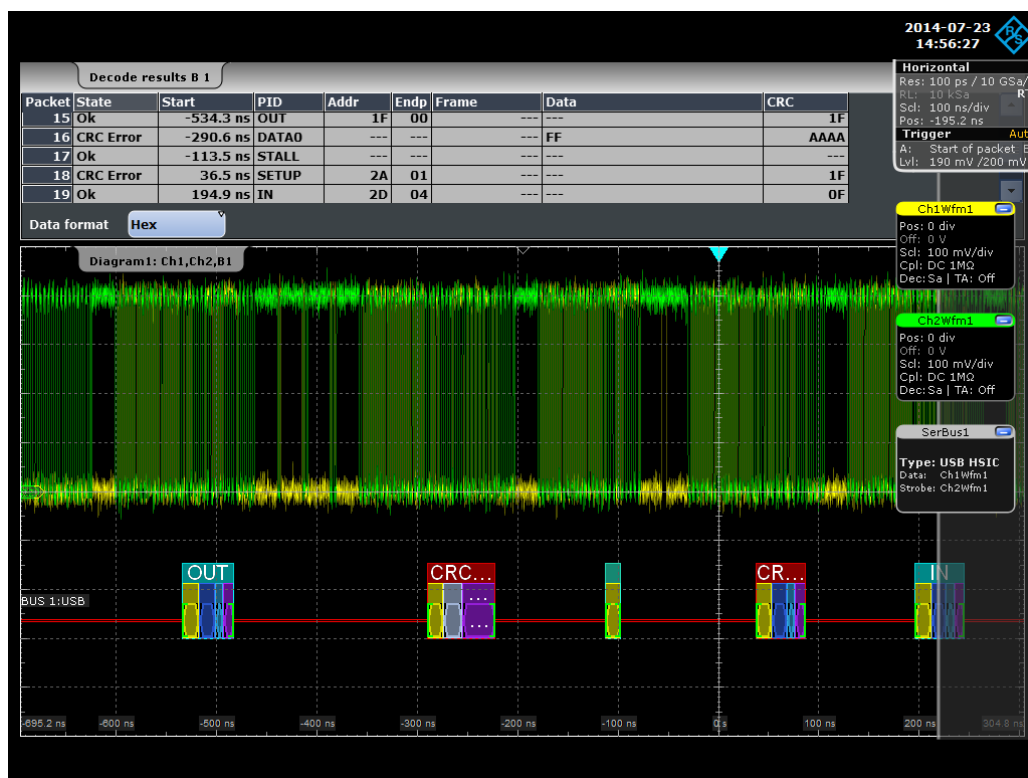 2014-07-23
14:56:27
Decode results B 1
Packet State Start PID Addr Endp Frame Data CRC
15 Ok -534.3 ns OUT 1F 00 --- --- 1F
16 CRC Error -290.6 ns DATA0 --- --- --- FF AAAA
17 Ok -113.5 ns STALL --- --- --- --- ---
18 CRC Error 36.5 ns SETUP 2A 01 --- --- 1F
19 Ok 194.9 ns IN 2D 04 --- --- 0F
Data format Hex
Horizontal
Res: 100 ps / 10 GSa/
RL: 10 kSa RT
Scl: 100 ns/div
Pos: -195.2 ns
Trigger Aut
A: Start of packet
Lvl: 190 mV /200 mV
Diagram1: Ch1,Ch2,B1
Ch1Wfm1
Pos: 0 div
Off: 0 V
Scl: 100 mV/div
Cpl: DC 1MΩ
Dec: Sa | TA: Off
Ch2Wfm1
Pos: 0 div
Off: 0 V
Scl: 100 mV/div
Cpl: DC 1MΩ
Dec: Sa | TA: Off
SerBus1
Type: USB HSIC
Data: Ch1Wfm1
Strobe: Ch2Wfm1
OUT CRC... CR... IN
...
BUS 1:USB
...
-695.2 ns -600 ns -500 ns -400 ns -300 ns -200 ns -100 ns 0 s 100 ns 200 ns 304.8 ns